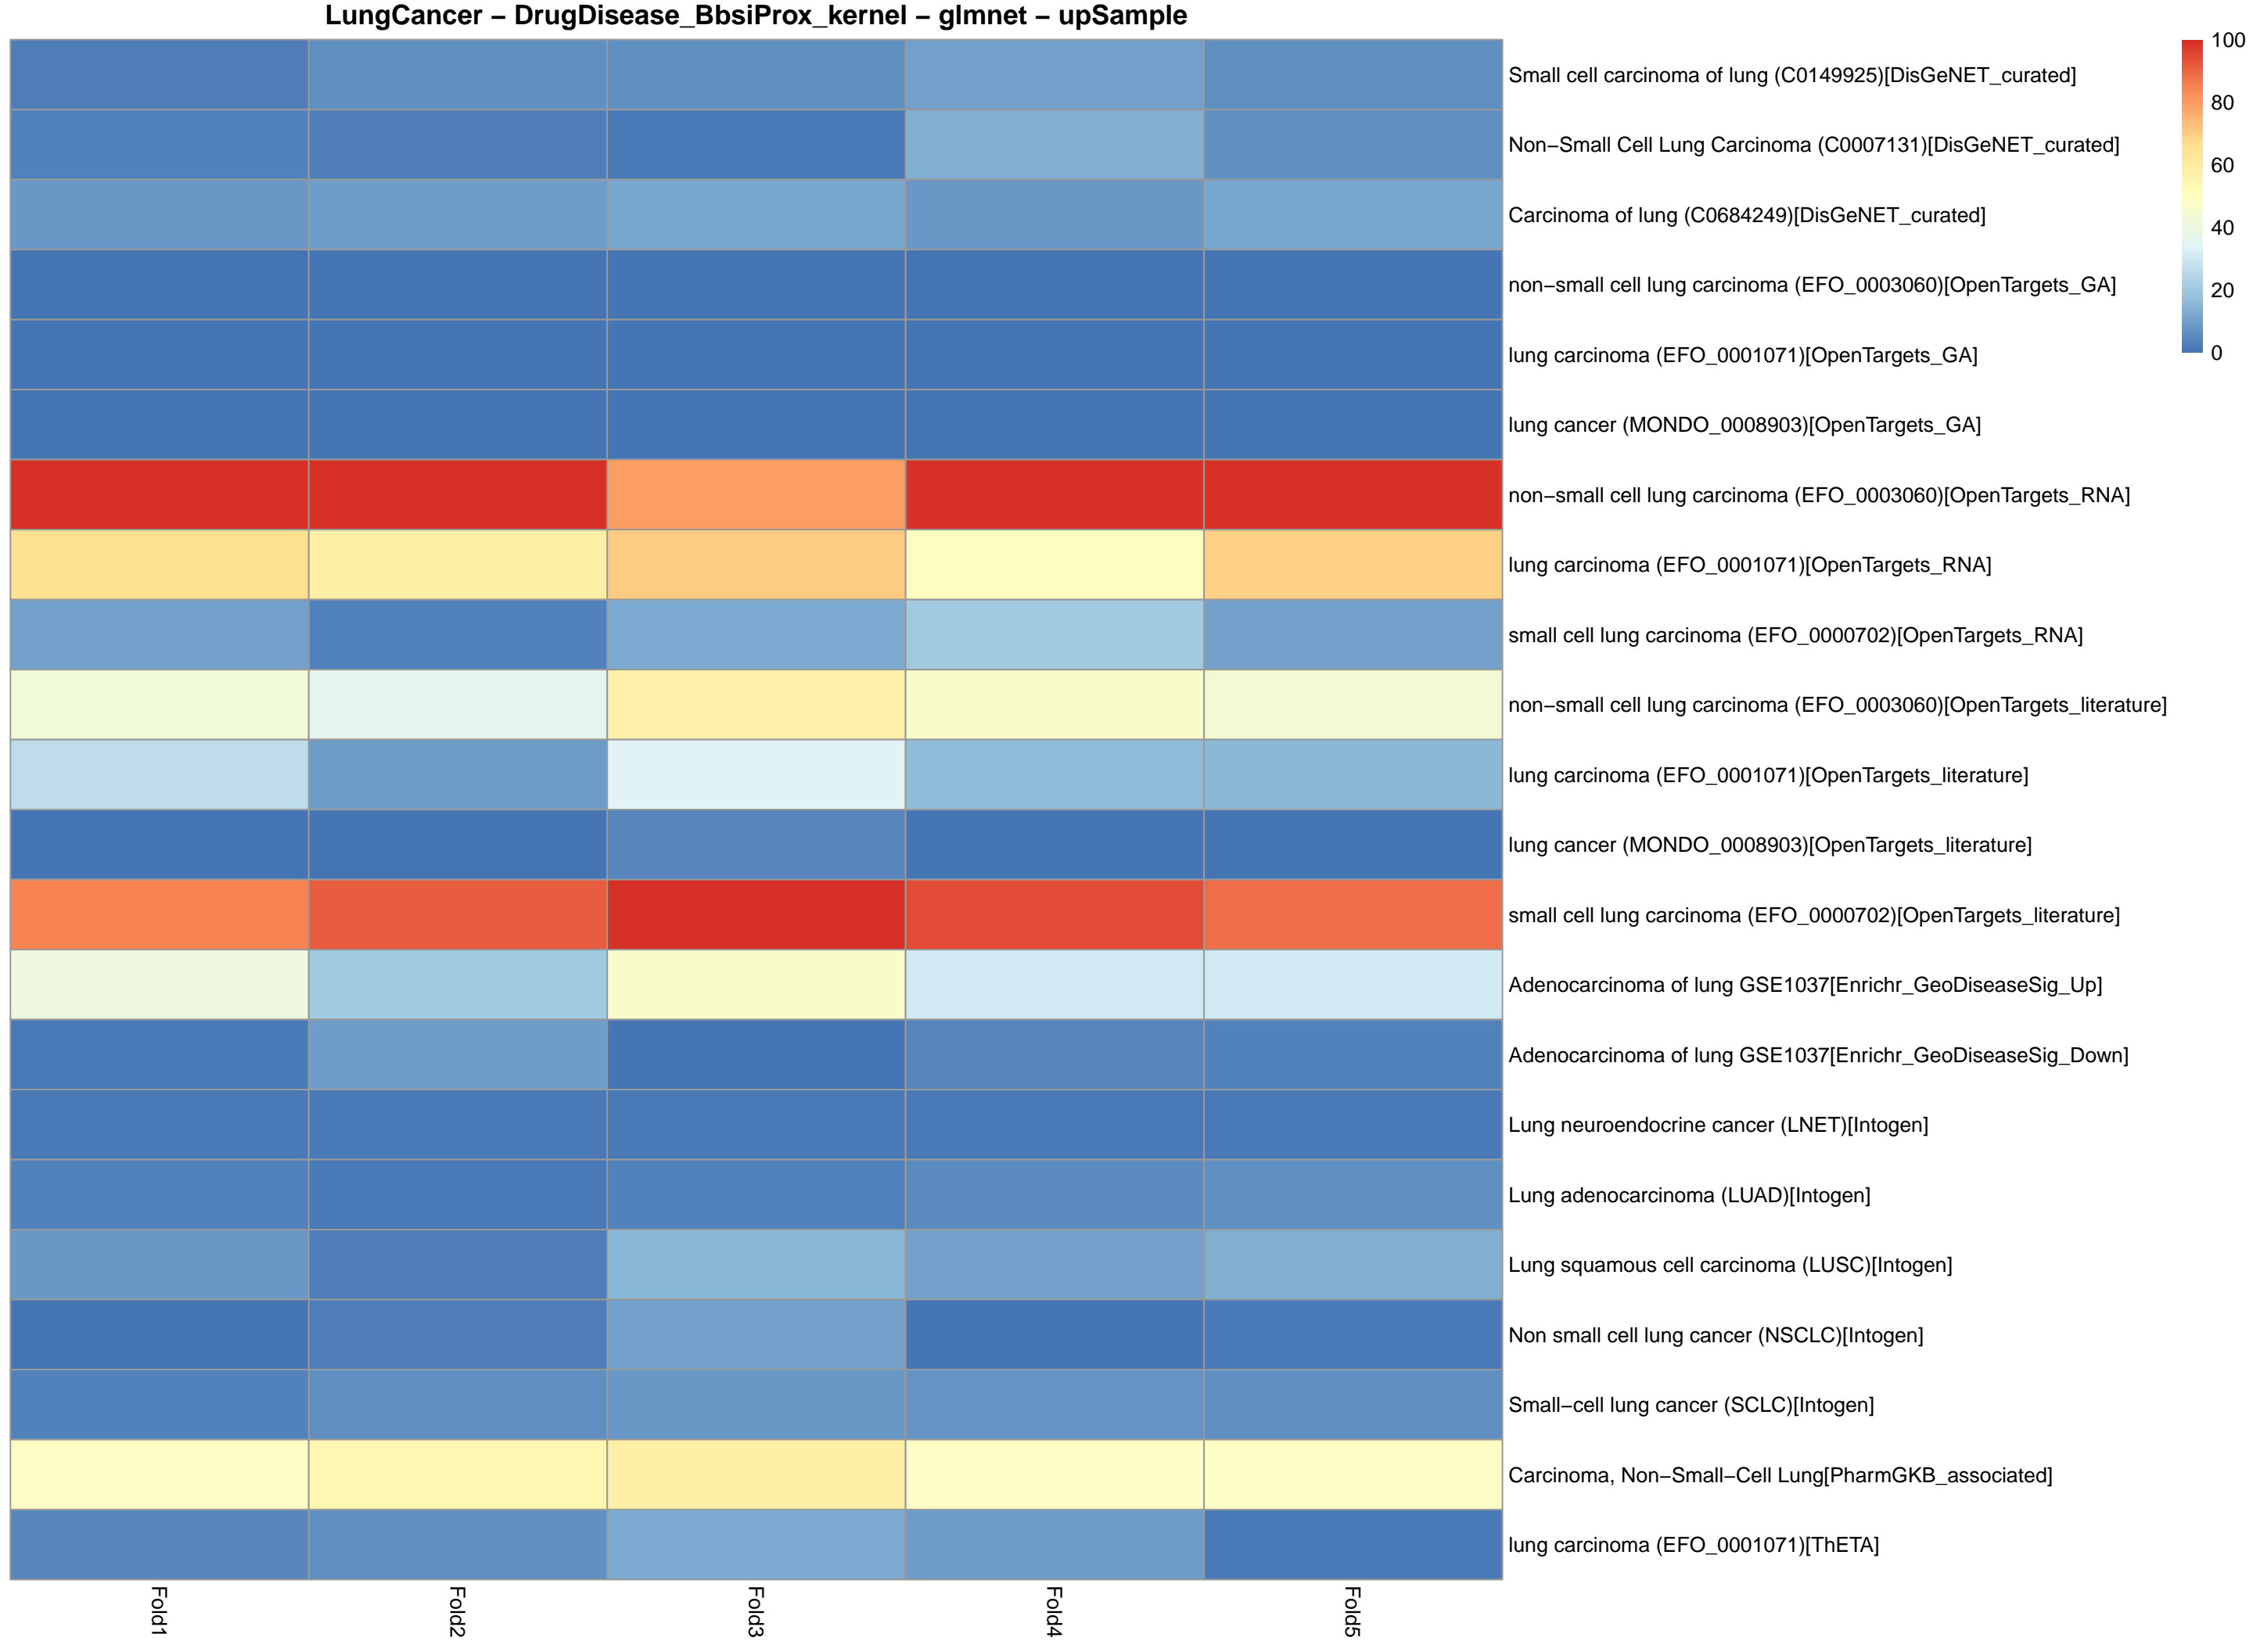 LungCancer – DrugDisease_BbsiProx_kernel – glmnet – upSample
100
80
60
40
20
0
Small cell carcinoma of lung (C0149925)[DisGeNET_curated]
Non−Small Cell Lung Carcinoma (C0007131)[DisGeNET_curated]
Carcinoma of lung (C0684249)[DisGeNET_curated]
non−small cell lung carcinoma (EFO_0003060)[OpenTargets_GA]
lung carcinoma (EFO_0001071)[OpenTargets_GA]
lung cancer (MONDO_0008903)[OpenTargets_GA]
non−small cell lung carcinoma (EFO_0003060)[OpenTargets_RNA]
lung carcinoma (EFO_0001071)[OpenTargets_RNA]
small cell lung carcinoma (EFO_0000702)[OpenTargets_RNA]
non−small cell lung carcinoma (EFO_0003060)[OpenTargets_literature]
lung carcinoma (EFO_0001071)[OpenTargets_literature]
lung cancer (MONDO_0008903)[OpenTargets_literature]
small cell lung carcinoma (EFO_0000702)[OpenTargets_literature]
Adenocarcinoma of lung GSE1037[Enrichr_GeoDiseaseSig_Up]
Adenocarcinoma of lung GSE1037[Enrichr_GeoDiseaseSig_Down]
Lung neuroendocrine cancer (LNET)[Intogen]
Lung adenocarcinoma (LUAD)[Intogen]
Lung squamous cell carcinoma (LUSC)[Intogen]
Non small cell lung cancer (NSCLC)[Intogen]
Small−cell lung cancer (SCLC)[Intogen]
Carcinoma, Non−Small−Cell Lung[PharmGKB_associated]
lung carcinoma (EFO_0001071)[ThETA]
Fold1
Fold2
Fold3
Fold4
Fold5